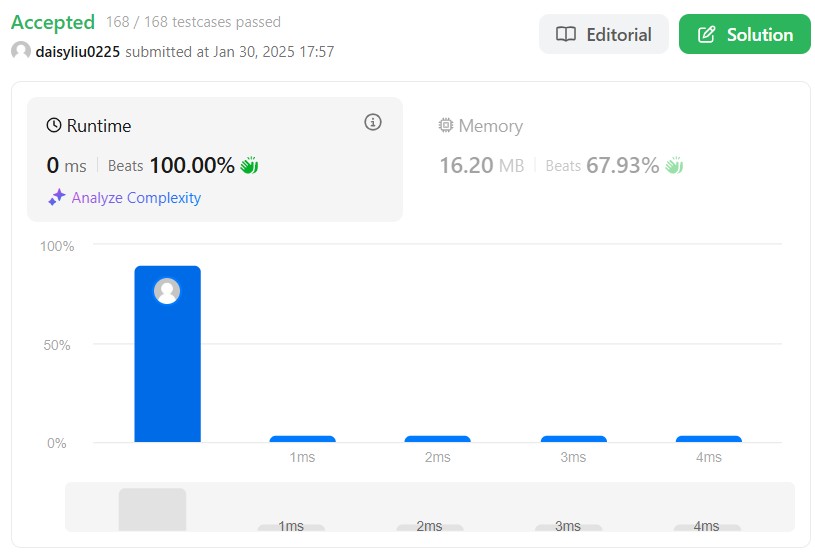 Accepted 168 / 168 testcases passed
daisyliu0225 submitted at Jan 30, 2025 17:57
Editorial
Solution
Runtime
0 ms Beats 100.00%
Analyze Complexity
Memory
16.20 MB Beats 67.93%
100%
50%
0%
1ms 2ms 3ms 4ms
1ms 2ms 3ms 4ms